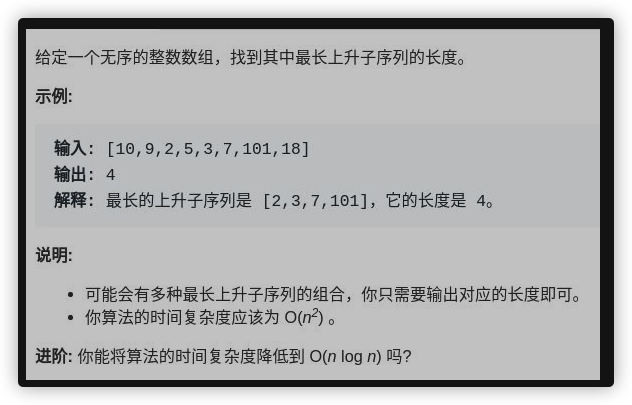 给定一个无序的整数数组，找到其中最长上升子序列的长度。
示例:
输入: [10,9,2,5,3,7,101,18]
输出: 4
解释: 最长的上升子序列是 [2,3,7,101]，它的长度是 4。
说明:
• 可能会有多种最长上升子序列的组合，你只需要输出对应的长度即可。
• 你算法的时间复杂度应该为 O(n²) 。
进阶: 你能将算法的时间复杂度降低到 O(n log n) 吗?